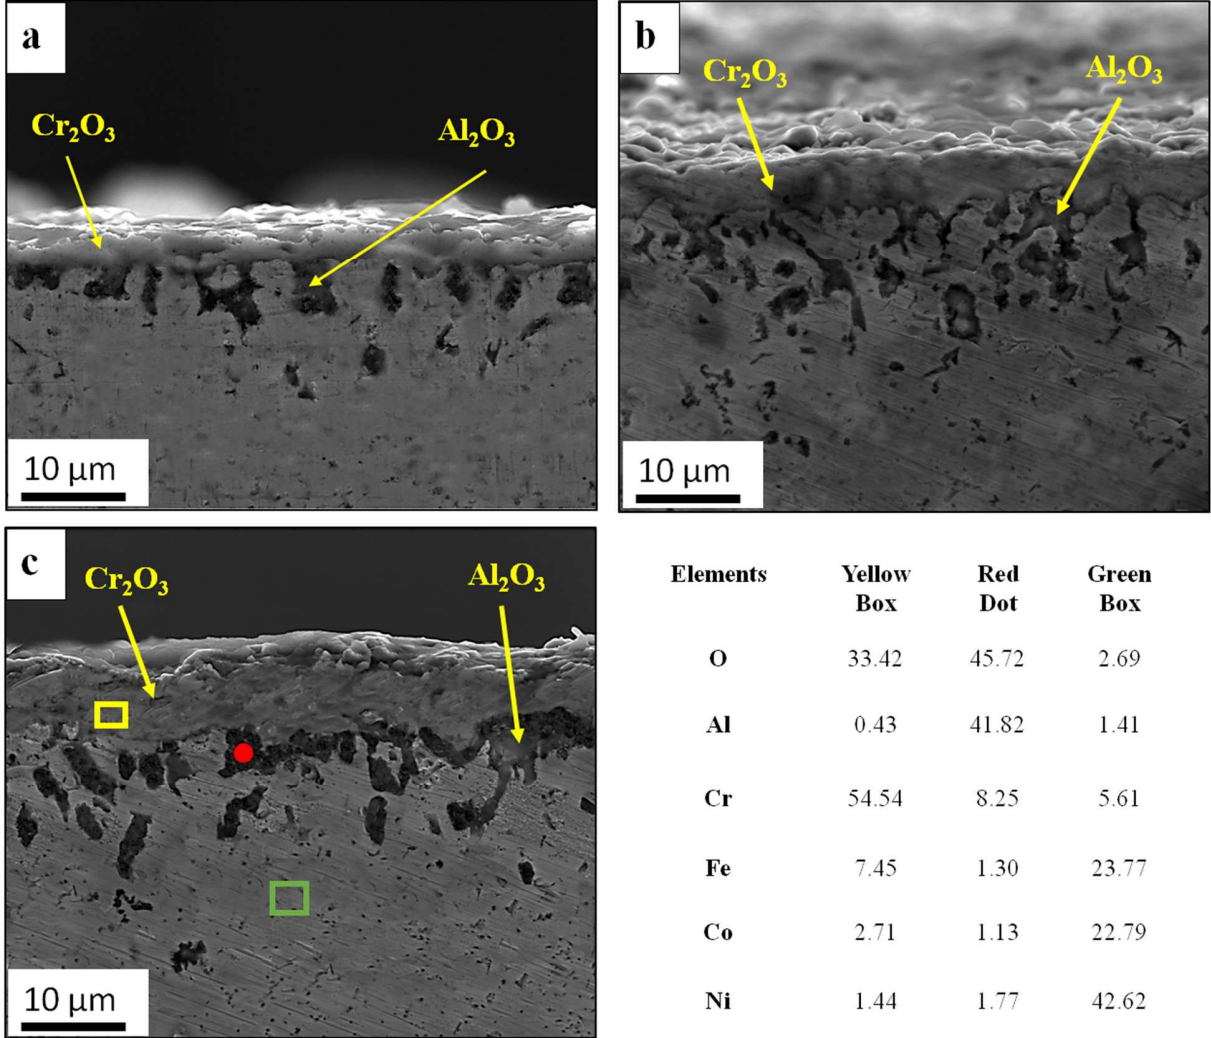 a
Cr₂O₃
Al₂O₃
10 μm
b
Cr₂O₃
Al₂O₃
10 μm
c
Cr₂O₃
Al₂O₃
10 μm
Elements Yellow Box Red Dot Green Box
O 33.42 45.72 2.69
Al 0.43 41.82 1.41
Cr 54.54 8.25 5.61
Fe 7.45 1.30 23.77
Co 2.71 1.13 22.79
Ni 1.44 1.77 42.62